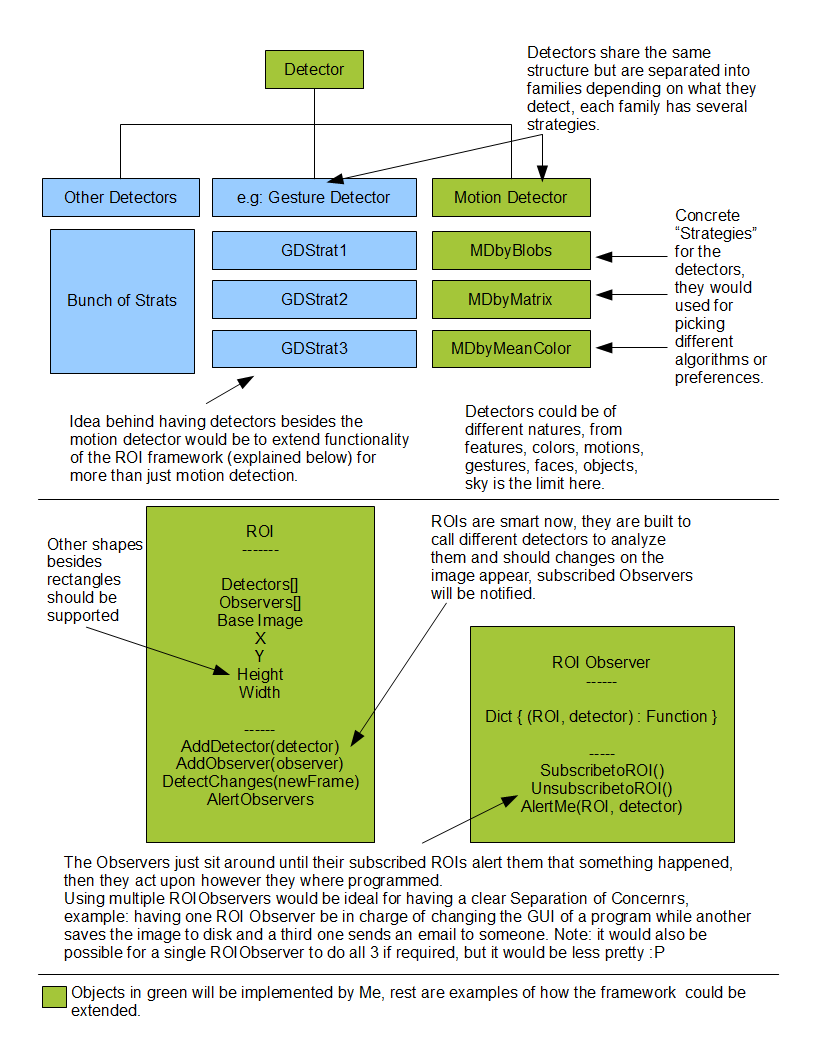 Detector
Detectors share the same
structure but are separated into
families depending on what they
detect, each family has several
strategies.
Other Detectors
e.g: Gesture Detector
Motion Detector
Bunch of Strats
GDStrat1
GDStrat2
GDStrat3
MDbyBlobs
MDbyMatrix
MDbyMeanColor
Concrete
“Strategies”
for the
detectors,
they would
used for
picking
different
algorithms or
preferences.
Idea behind having detectors besides the
motion detector would be to extend functionality
of the ROI framework (explained below) for
more than just motion detection.
Detectors could be of
different natures, from
features, colors, motions,
gestures, faces, objects,
sky is the limit here.
Other shapes
besides
rectangles
should be
supported
ROI
-------
Detectors[]
Observers[]
Base Image
X
Y
Height
Width
------
AddDetector(detector)
AddObserver(observer)
DetectChanges(newFrame)
AlertObservers
ROIs are smart now, they are built to
call different detectors to analyze
them and should changes on the
image appear, subscribed Observers
will be notified.
ROI Observer
------
Dict { (ROI, detector) : Function }
-----
SubscribetoROI()
UnsubscribetoROI()
AlertMe(ROI, detector)
The Observers just sit around until their subscribed ROIs alert them that something happened,
then they act upon however they where programmed.
Using multiple ROIObservers would be ideal for having a clear Separation of Concernrs,
example: having one ROI Observer be in charge of changing the GUI of a program while another
saves the image to disk and a third one sends an email to someone. Note: it would also be
possible for a single ROIObserver to do all 3 if required, but it would be less pretty :P
Objects in green will be implemented by Me, rest are examples of how the framework  could be
extended.